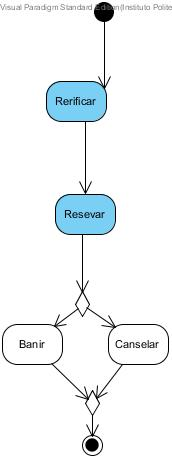 Visual Paradigm Standard Edition(Instituto Polite
Rerificar
Resevar
Banir
Canselar